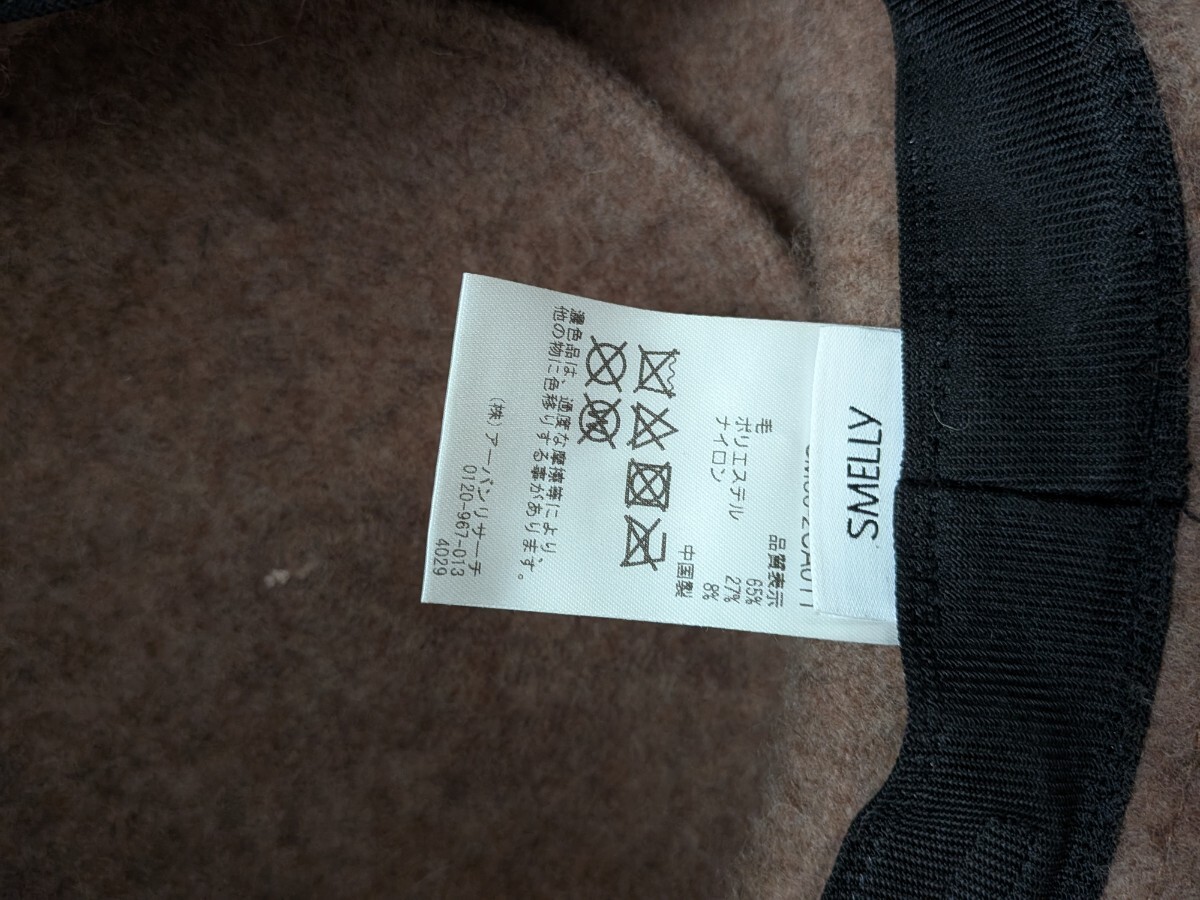 SMELLY
品質表示
毛 65%
ポリエステル 27%
ナイロン 8%
中国製
濃色品は、過度な摩擦等により、
他の物に色移りする事があります。
(株)アーバンリサーチ
0120-967-013
4029